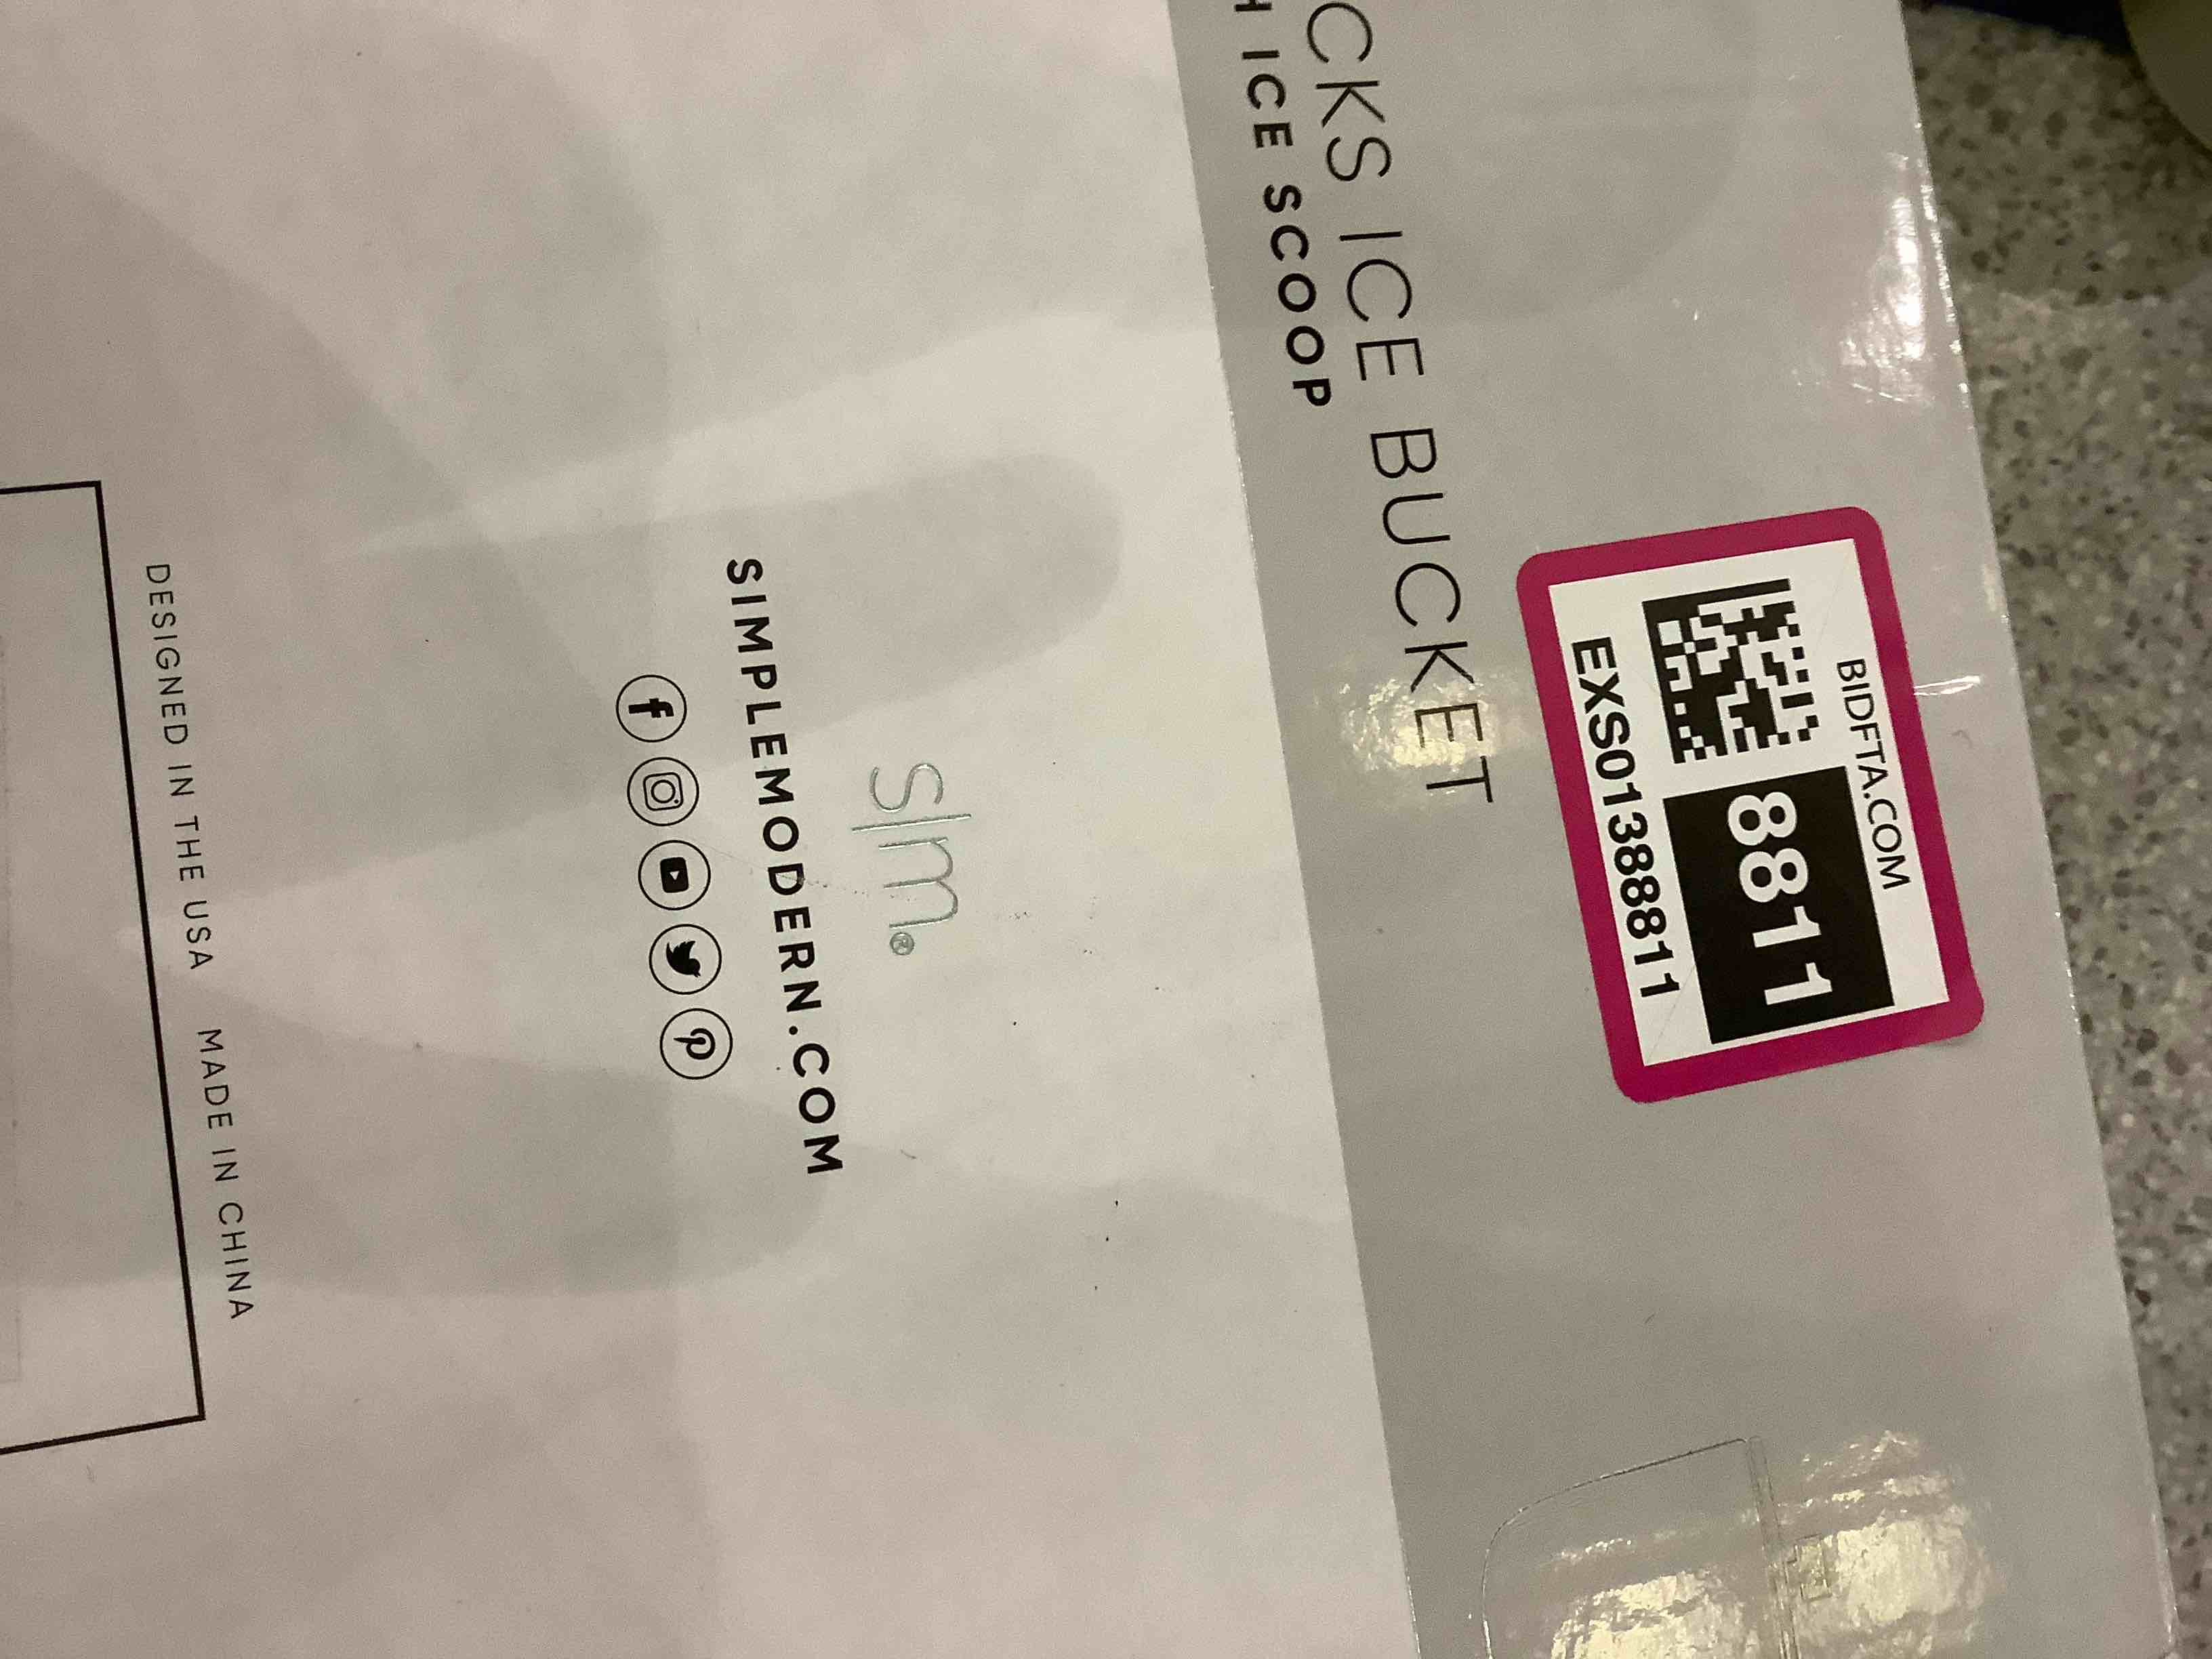 CKS ICE BUCKET
H ICE SCOOP
BIDFTA.COM
8811
EXS01388811
s|m.®
SIMPLEMODERN.COM
DESIGNED IN THE USA MADE IN CHINA